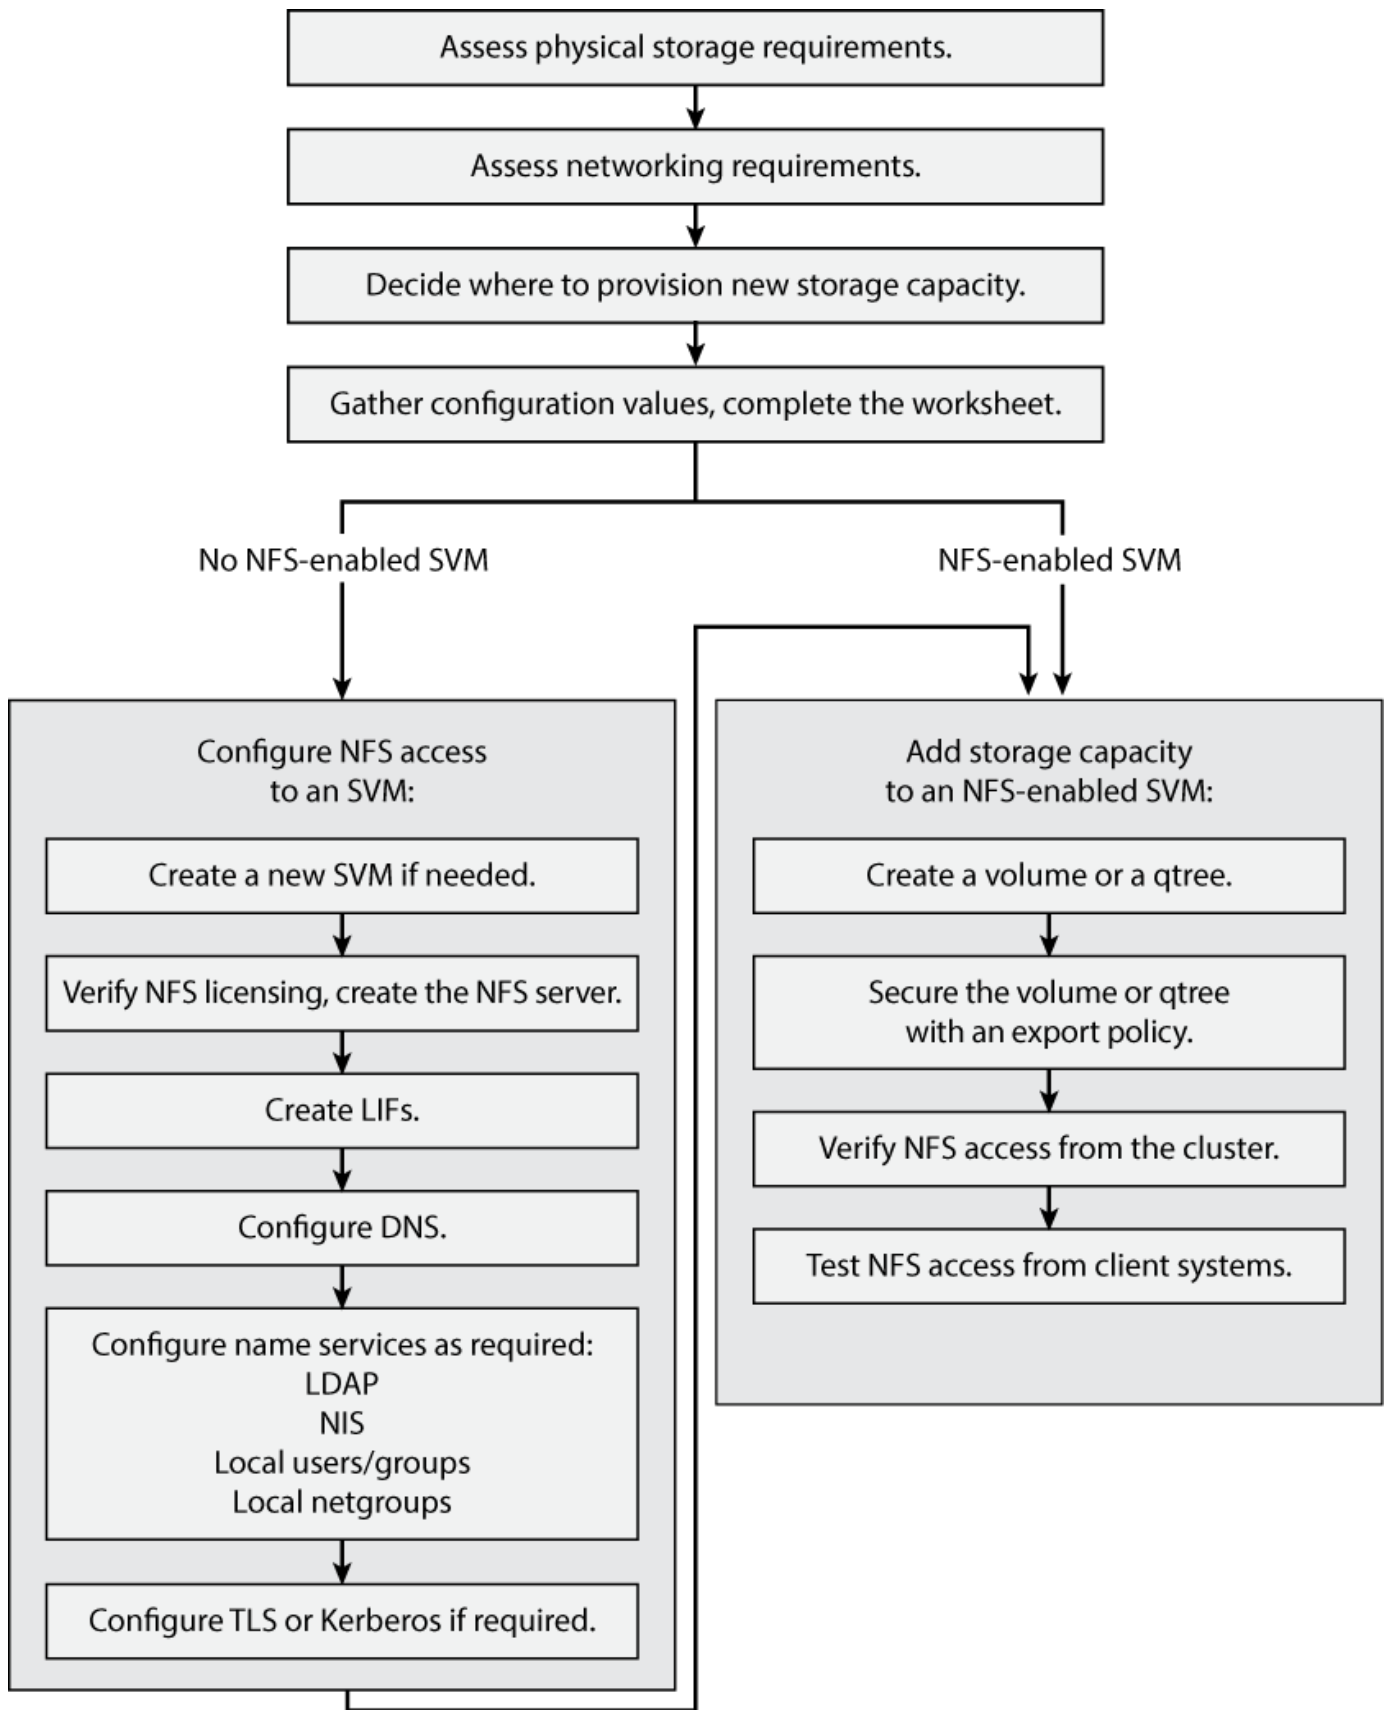 Assess physical storage requirements.
Assess networking requirements.
Decide where to provision new storage capacity.
Gather configuration values, complete the worksheet.
No NFS-enabled SVM
NFS-enabled SVM
Configure NFS access
to an SVM:
Create a new SVM if needed.
Verify NFS licensing, create the NFS server.
Create LIFs.
Configure DNS.
Configure name services as required:
LDAP
NIS
Local users/groups
Local netgroups
Configure TLS or Kerberos if required.
Add storage capacity
to an NFS-enabled SVM:
Create a volume or a qtree.
Secure the volume or qtree
with an export policy.
Verify NFS access from the cluster.
Test NFS access from client systems.